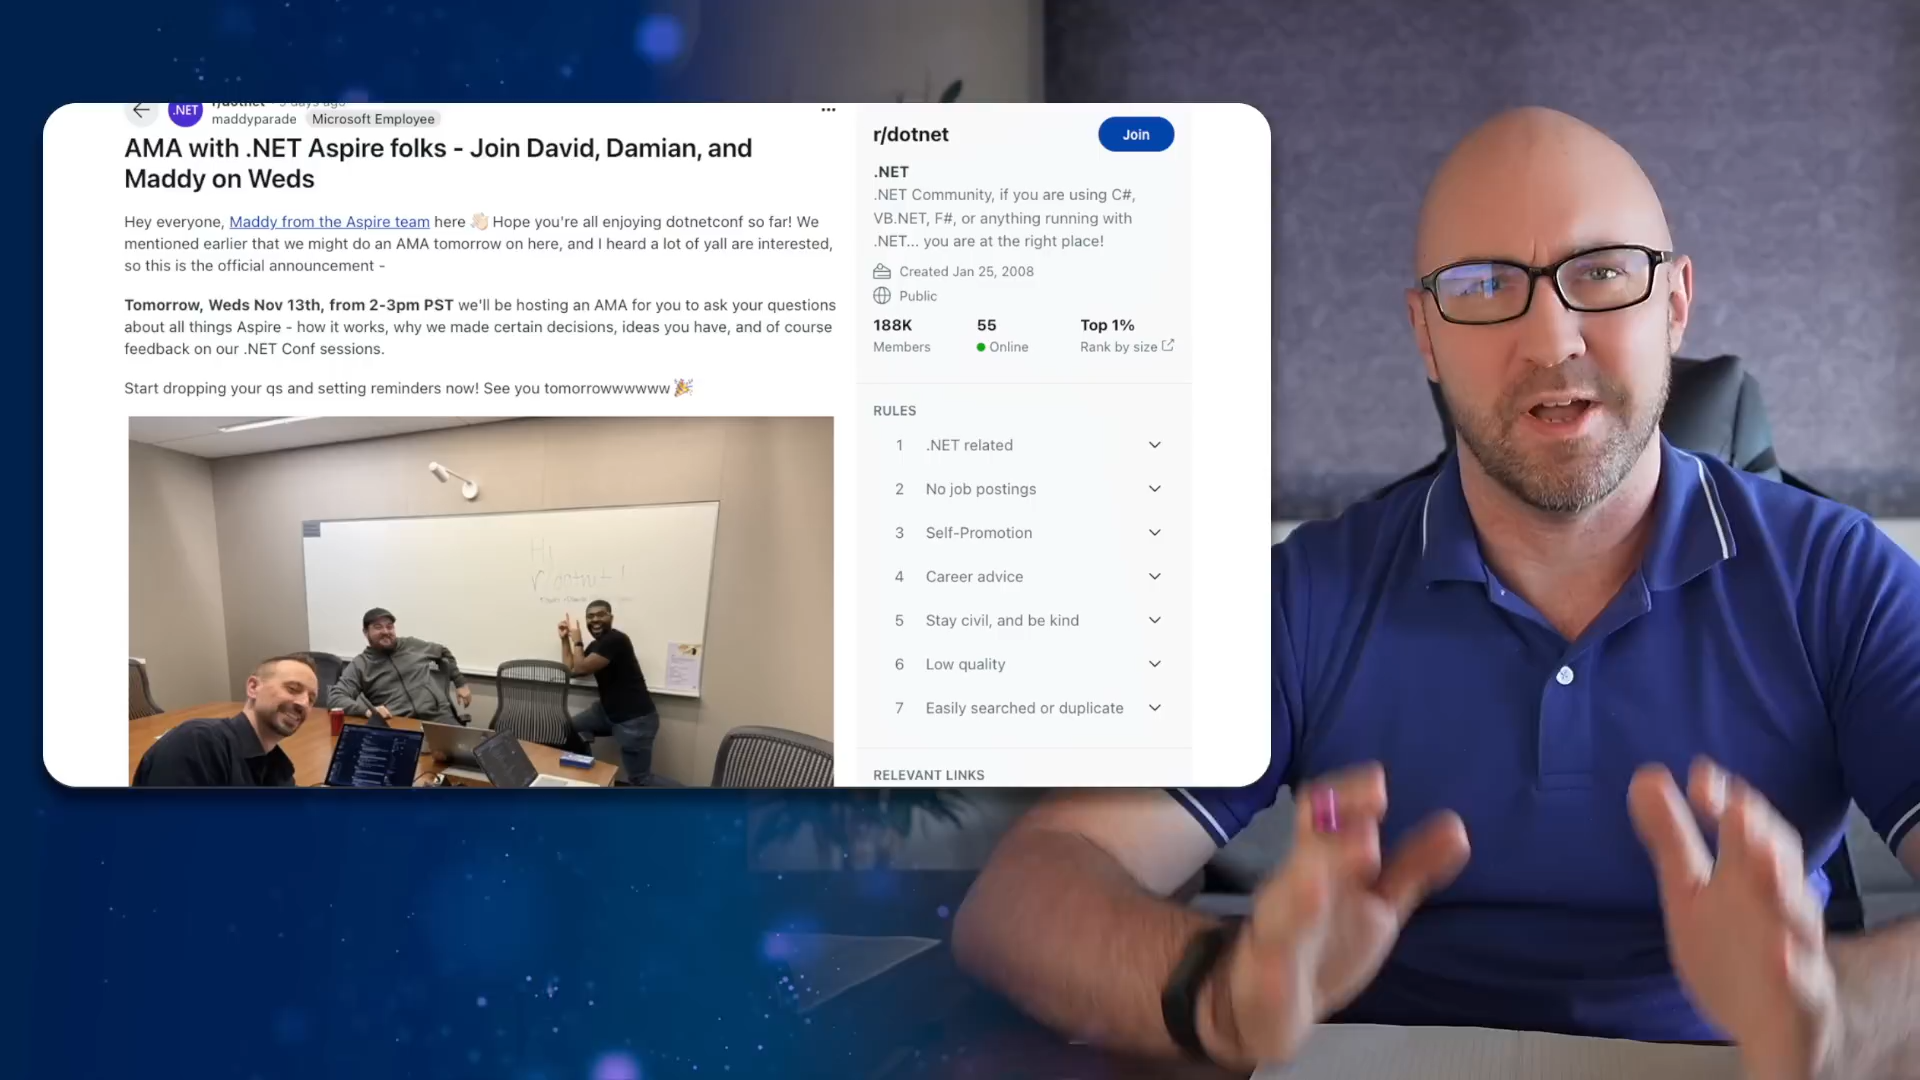 .NET
r/dotnet · 9 days ago
maddyparade Microsoft Employee
AMA with .NET Aspire folks - Join David, Damian, and
Maddy on Weds
Hey everyone, Maddy from the Aspire team here 👋🏻 Hope you're all enjoying dotnetconf so far! We
mentioned earlier that we might do an AMA tomorrow on here, and I heard a lot of yall are interested,
so this is the official announcement -
Tomorrow, Weds Nov 13th, from 2-3pm PST we'll be hosting an AMA for you to ask your questions
about all things Aspire - how it works, why we made certain decisions, ideas you have, and of course
feedback on our .NET Conf sessions.
Start dropping your qs and setting reminders now! See you tomorrowwwwww 🎉
Hi
r/dotnet!
r/dotnet
Join
.NET
.NET Community, if you are using C#,
VB.NET, F#, or anything running with
.NET... you are at the right place!
Created Jan 25, 2008
Public
188K 55 Top 1%
Members Online Rank by size
RULES
1 .NET related
2 No job postings
3 Self-Promotion
4 Career advice
5 Stay civil, and be kind
6 Low quality
7 Easily searched or duplicate
RELEVANT LINKS